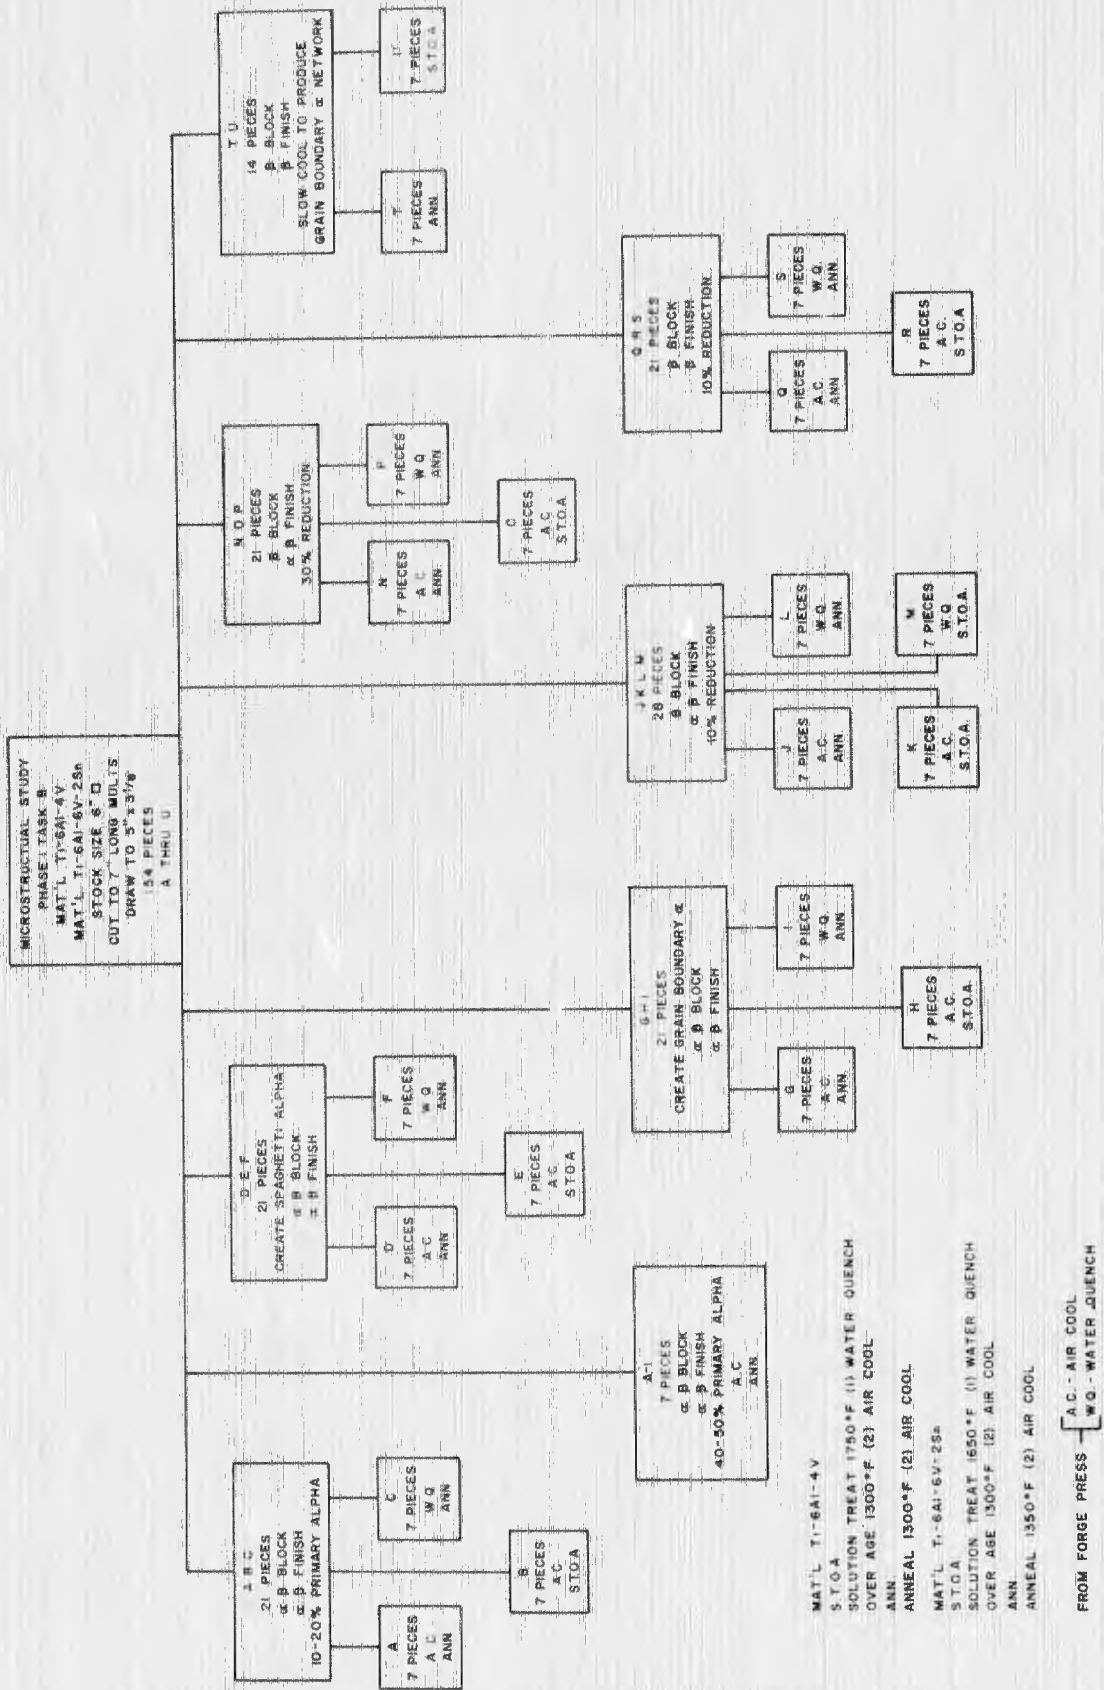 MICROSTRUCTUAL STUDY
PHASE I TASK B
MAT'L Ti-6Al-4V
MAT'L Ti-6Al-6V-2Sn
STOCK SIZE 6" □
CUT TO 7" LONG MULTS
DRAW TO 5" x 3 1/8"
154 PIECES
A THRU U
A B C
21 PIECES
α β BLOCK
α β FINISH
10-20% PRIMARY ALPHA
A
7 PIECES
A C
ANN
B
7 PIECES
A C
S T O A
C
7 PIECES
W Q
ANN
A-1
7 PIECES
α β BLOCK
α β FINISH
40-50% PRIMARY ALPHA
A.C
ANN
D E F
21 PIECES
CREATE SPAGHETTI ALPHA
α β BLOCK
α β FINISH
D
7 PIECES
A C
ANN
E
7 PIECES
A C
S T O A
F
7 PIECES
W Q
ANN
G H I
21 PIECES
CREATE GRAIN BOUNDARY α
α β BLOCK
α β FINISH
G
7 PIECES
A C
ANN
H
7 PIECES
A.C.
S.T.O.A.
I
7 PIECES
W Q
ANN
J K L M
28 PIECES
β BLOCK
α β FINISH
10% REDUCTION
J
7 PIECES
A.C.
ANN.
K
7 PIECES
A.C.
S.T.O.A.
L
7 PIECES
W Q
ANN
M
7 PIECES
W Q
S.T.O.A.
N O P
21 PIECES
β BLOCK
α β FINISH
30% REDUCTION
N
7 PIECES
A C
ANN
O
7 PIECES
A C
S.T.O.A.
P
7 PIECES
W Q
ANN
Q R S
21 PIECES
β BLOCK
β FINISH
10% REDUCTION
Q
7 PIECES
A.C
ANN
R
7 PIECES
A.C.
S T O.A
S
7 PIECES
W Q.
ANN.
T U
14 PIECES
β BLOCK
β FINISH
SLOW COOL TO PRODUCE
GRAIN BOUNDARY α NETWORK
T
7 PIECES
ANN.
U
7 PIECES
S T O A
MAT'L Ti-6Al-4V
S T O A
SOLUTION TREAT 1750°F (1) WATER QUENCH
OVER AGE 1300°F (2) AIR COOL
ANN
ANNEAL 1300°F (2) AIR COOL
MAT'L Ti-6Al-6V-2Sn
S T O A
SOLUTION TREAT 1650°F (1) WATER QUENCH
OVER AGE 1300°F (2) AIR COOL
ANN
ANNEAL 1350°F (2) AIR COOL
FROM FORGE PRESS
A.C. - AIR COOL
W Q - WATER QUENCH